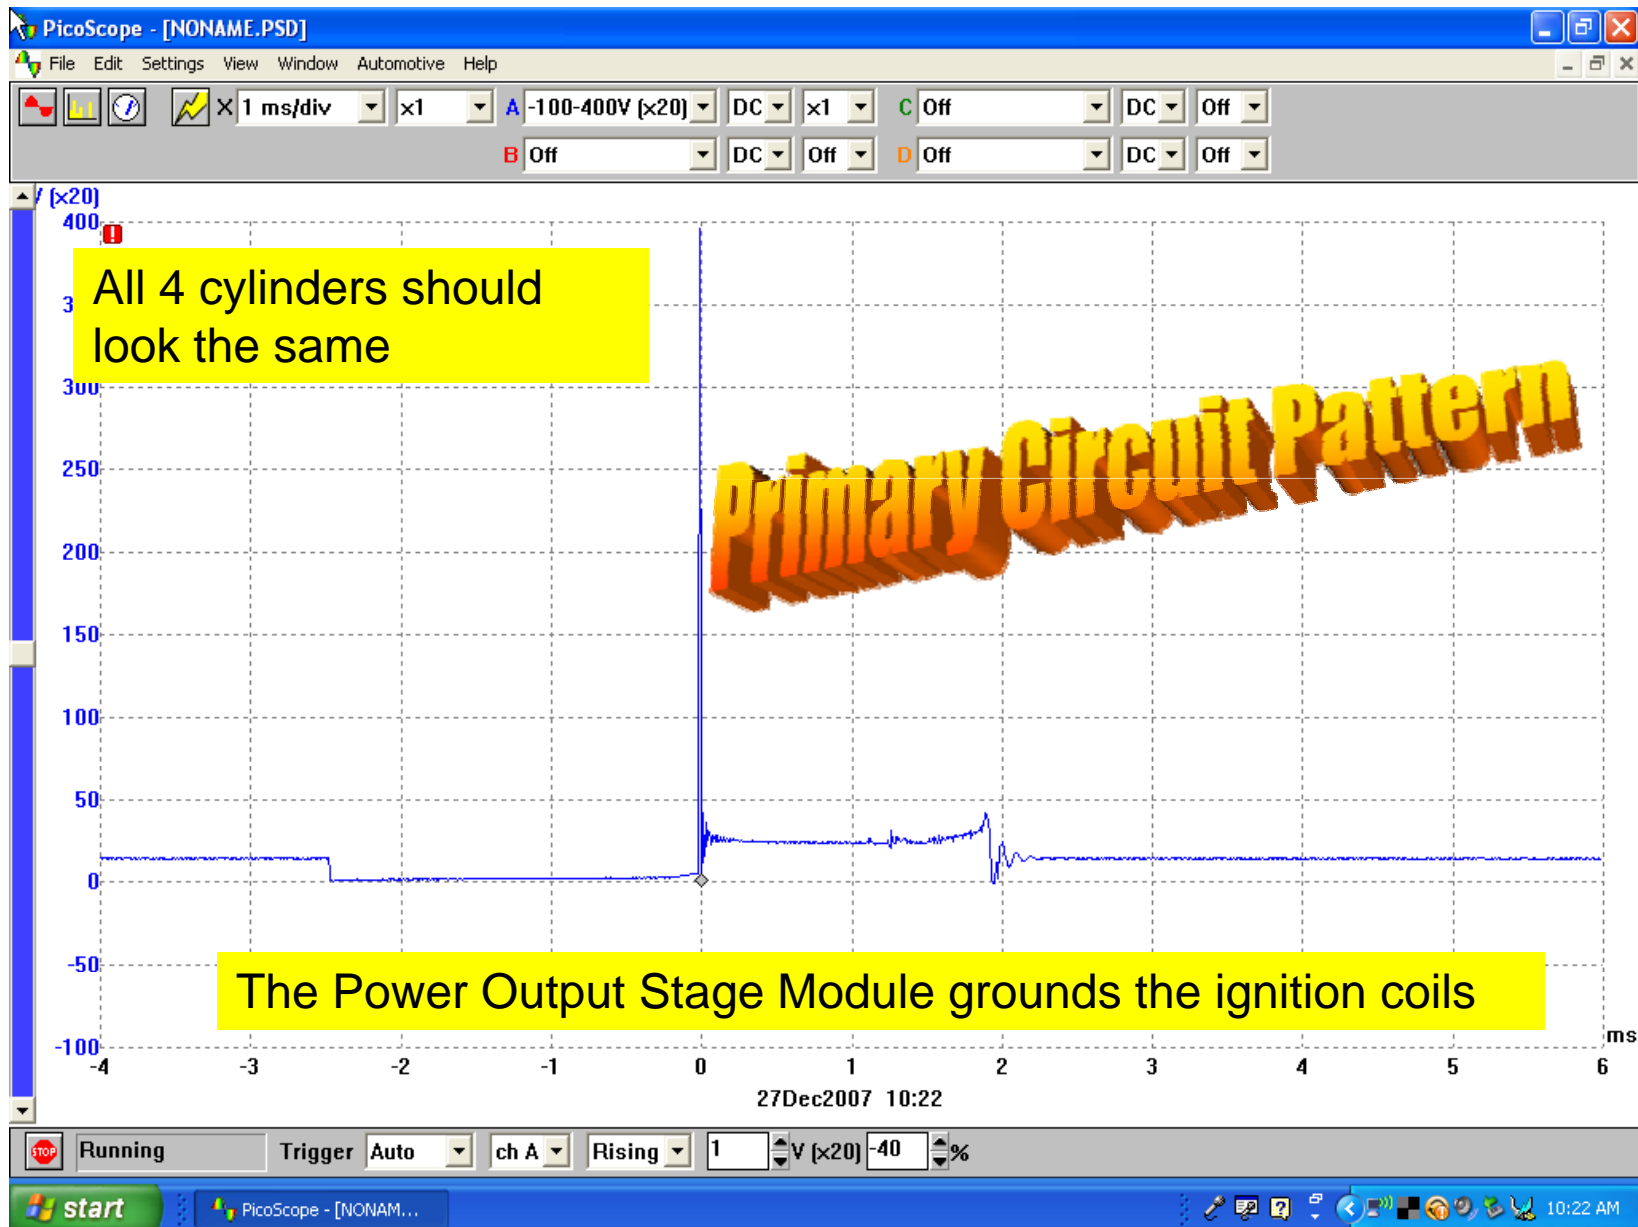 PicoScope - [NONAME.PSD]
File Edit Settings View Window Automotive Help
X 1 ms/div x1 A -100-400V (x20) DC x1 C Off DC Off
B Off DC Off D Off DC Off
V (x20)
400
All 4 cylinders should
look the same
300
Primary Circuit Pattern
250
200
150
100
50
0
-50
The Power Output Stage Module grounds the ignition coils
-100
ms
-4 -3 -2 -1 0 1 2 3 4 5 6
27Dec2007 10:22
STOP Running Trigger Auto ch A Rising 1 V (x20) -40 %
start PicoScope - [NONAM... 10:22 AM